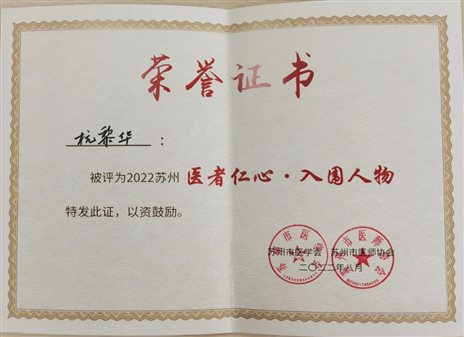 荣誉证书
杭黎华：
被评为2022苏州 医者仁心·入围人物
特发此证，以资鼓励。
苏州市医学会 苏州市医师协会
二〇二二年八月